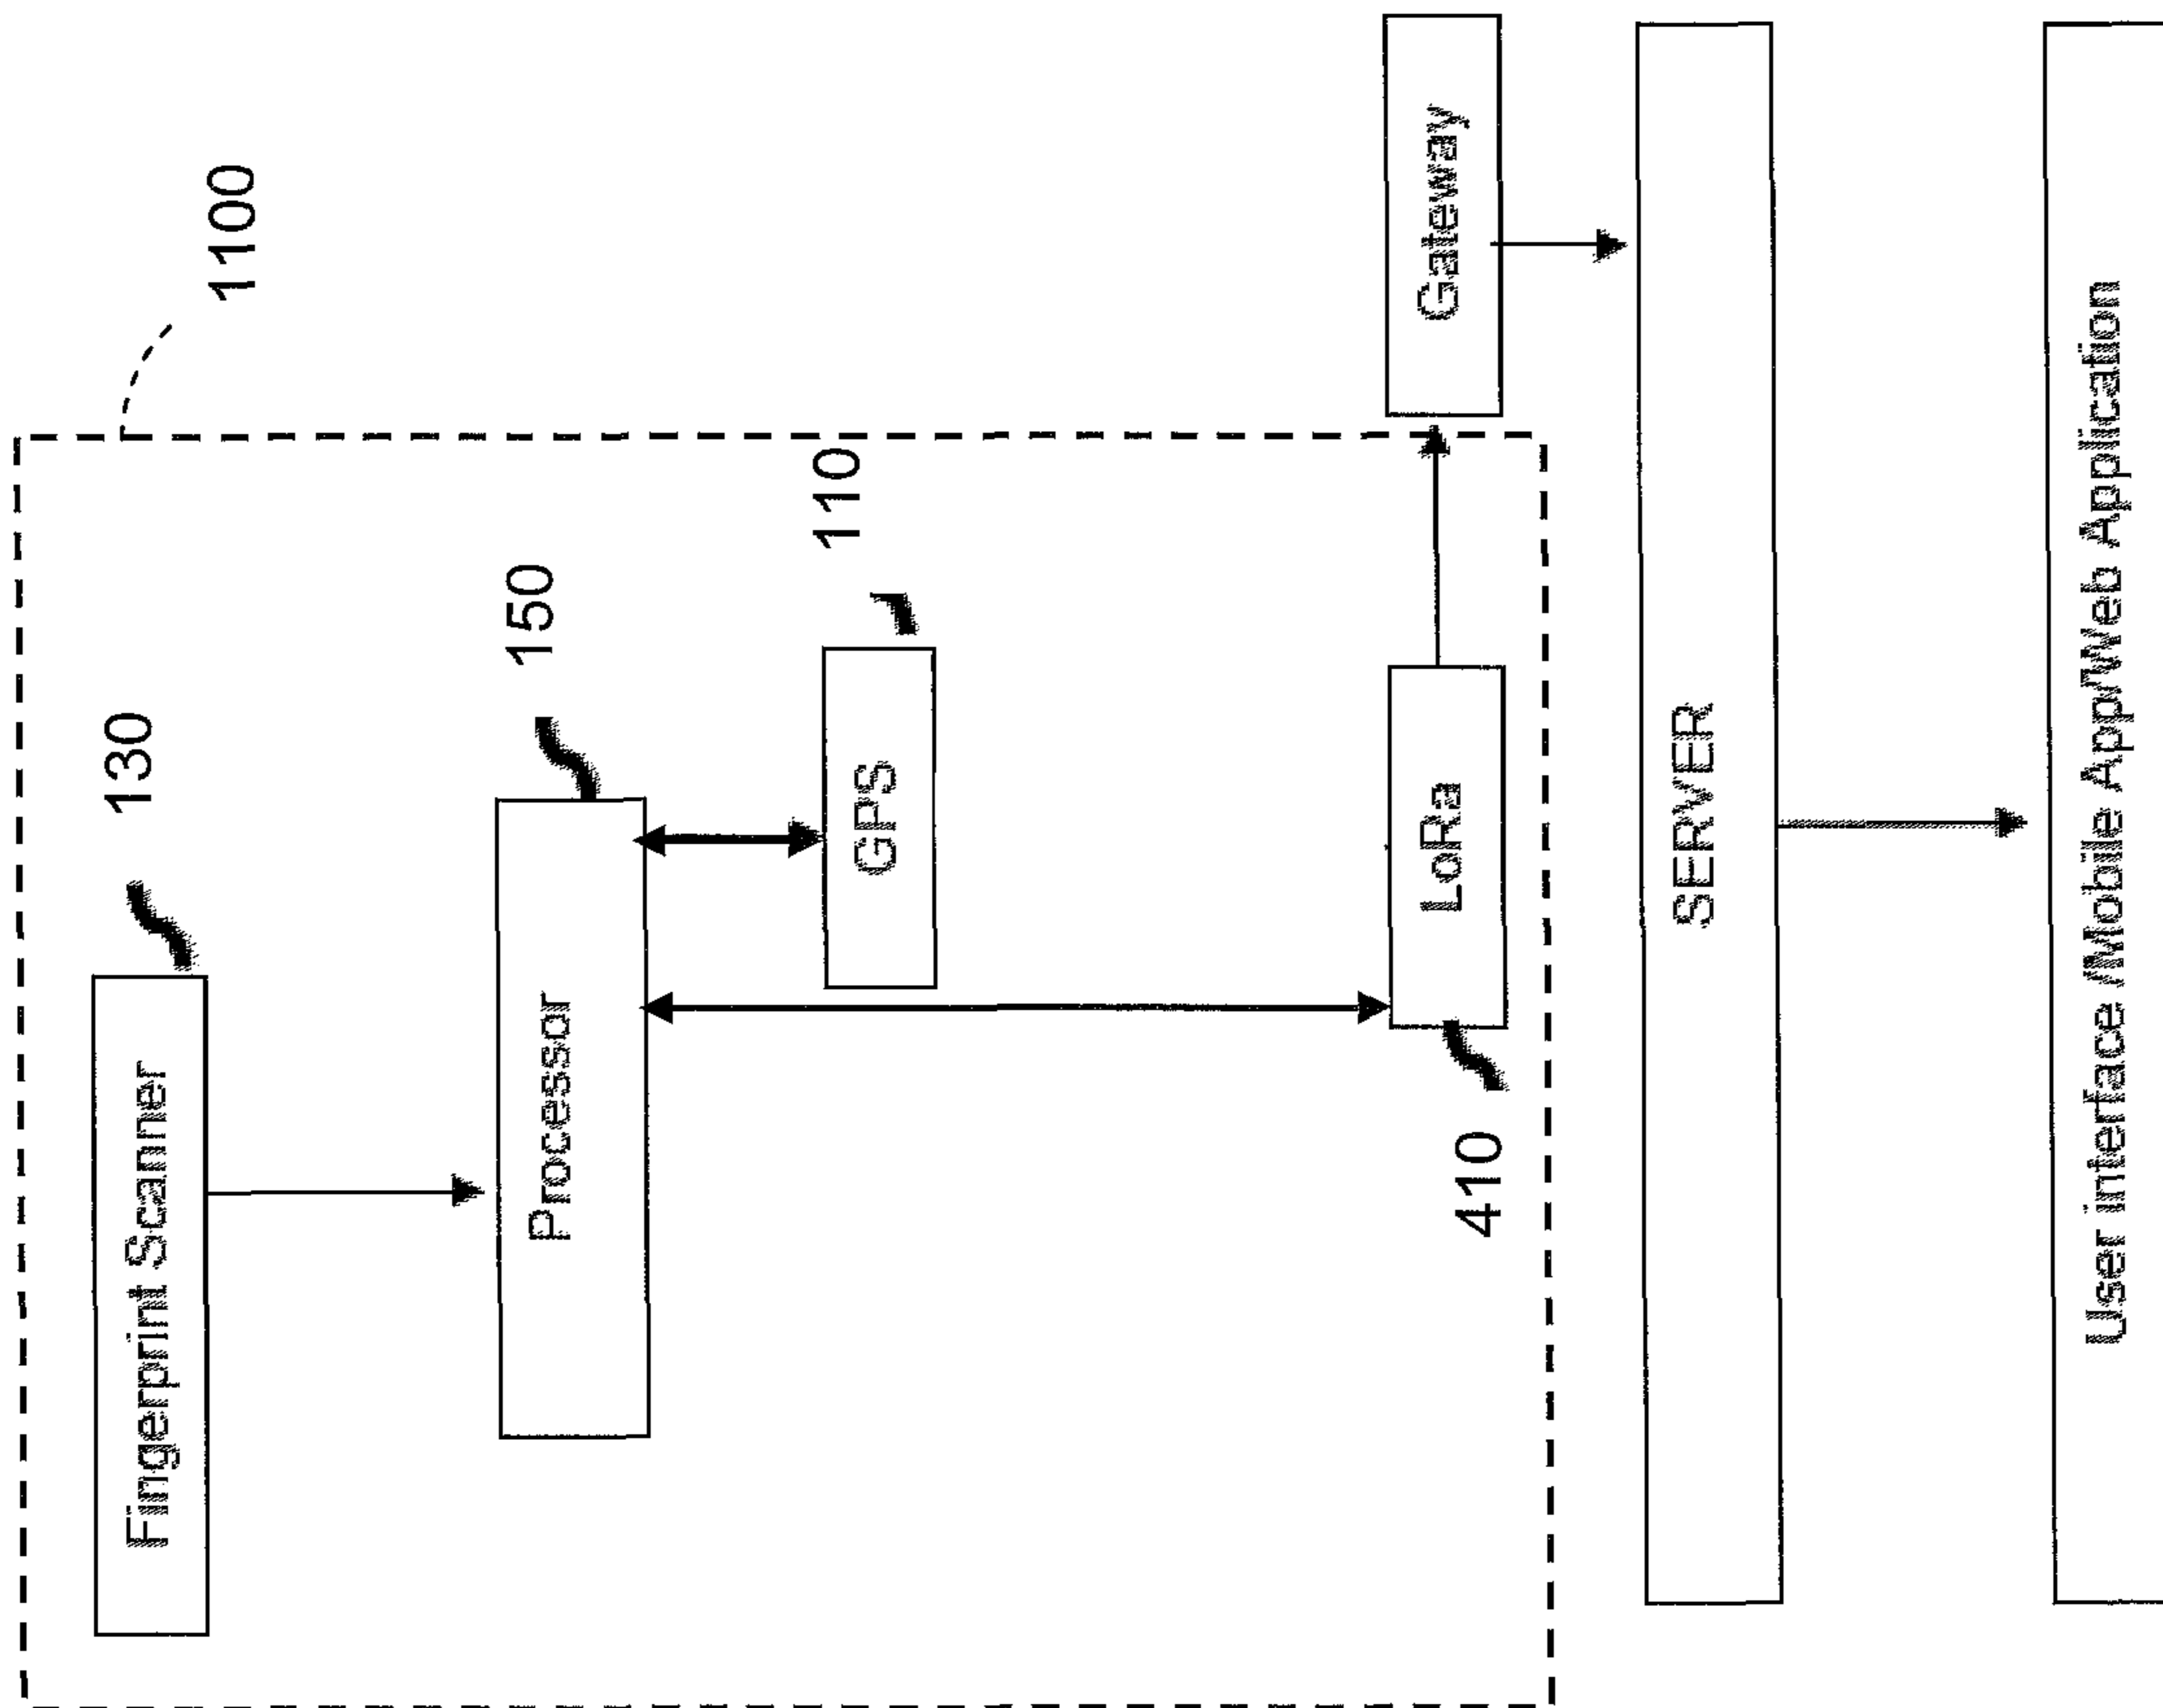 1100
130
Fingerprint Scanner
150
Processor
110
GPS
410
LoRa
Gateway
SERVER
User interface /Mobile App/Web Application